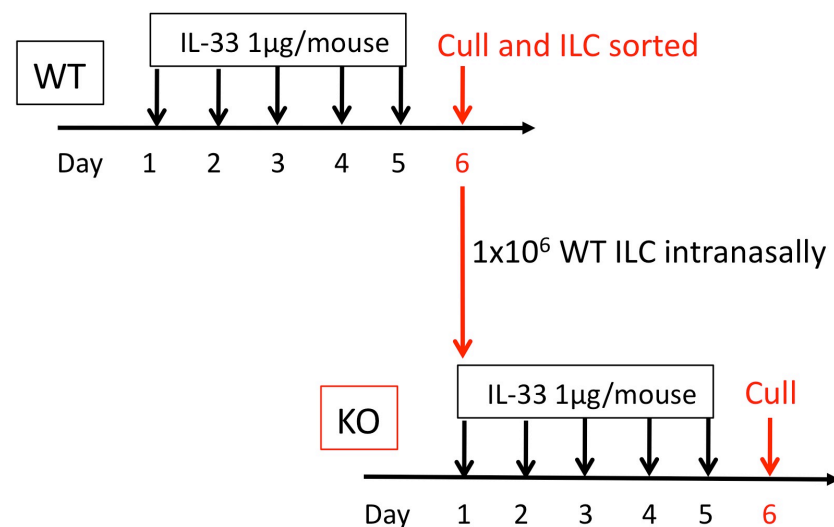 IL-33 1µg/mouse
Cull and ILC sorted
WT
Day 1 2 3 4 5 6
1x10⁶ WT ILC intranasally
IL-33 1µg/mouse
Cull
KO
Day 1 2 3 4 5 6